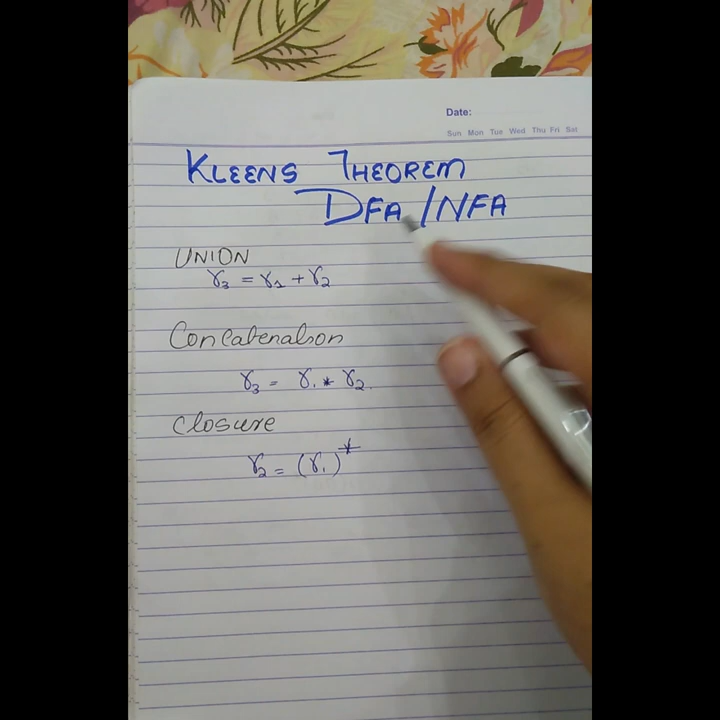 Date:
Sun Mon Tue Wed Thu Fri Sat
KLEENS THEOREM
DFA/NFA
UNION
r₃ = r₁ + r₂
Concatenation
r₃ = r₁ * r₂.
Closure
r₂ = (r₁)*